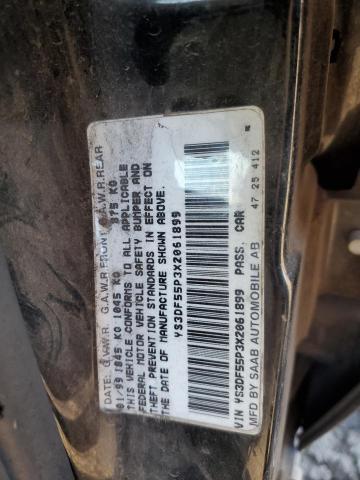 DATE: G.V.W.R. G.A.W.R FRONT G.A.W.R.REAR
01/99 1845 KG 1045 KG 875 KG
THIS VEHICLE CONFORMS TO ALL APPLICABLE
FEDERAL MOTOR VEHICLE SAFETY BUMPER AND
THEFT PREVENTION STANDARDS IN EFFECT ON
THE DATE OF MANUFACTURE SHOWN ABOVE.
YS3DF55P3X2061899
VIN YS3DF55P3X2061899 PASS. CAR
MFD BY SAAB AUTOMOBILE AB 47 25 412